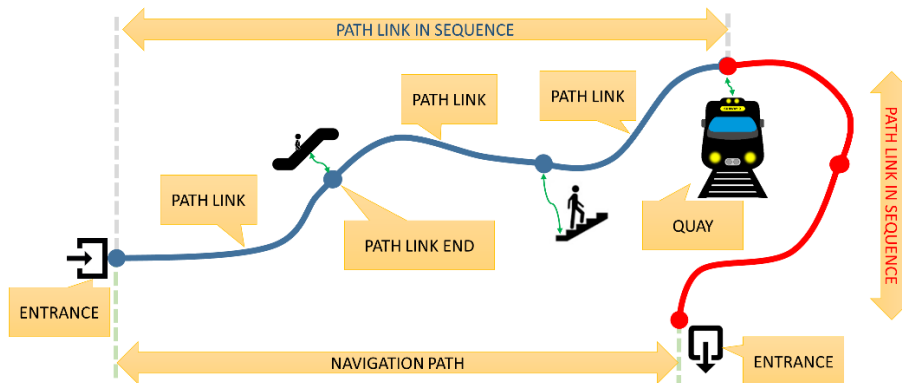 PATH LINK IN SEQUENCE
PATH LINK
PATH LINK
PATH LINK IN SEQUENCE
PATH LINK
QUAY
PATH LINK END
ENTRANCE
NAVIGATION PATH
ENTRANCE